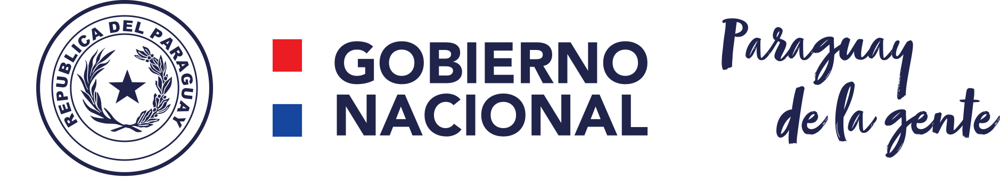 REPUBLICA DEL PARAGUAY
GOBIERNO
NACIONAL
Paraguay
de la gente